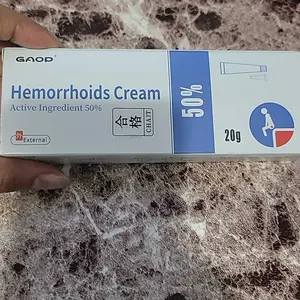 GAOD
Hemorrhoids Cream
Active Ingredient 50%
合格
External
50%
20g